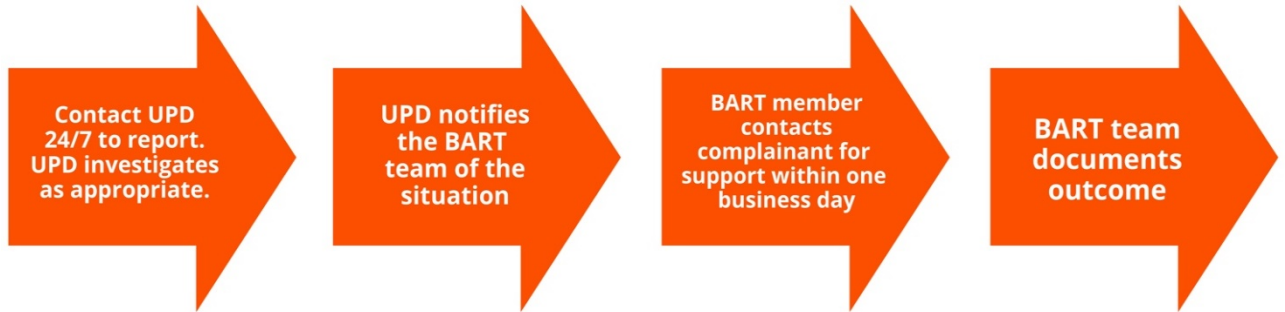 Contact UPD
24/7 to report.
UPD investigates
as appropriate.
UPD notifies
the BART
team of the
situation
BART member
contacts
complainant for
support within one
business day
BART team
documents
outcome